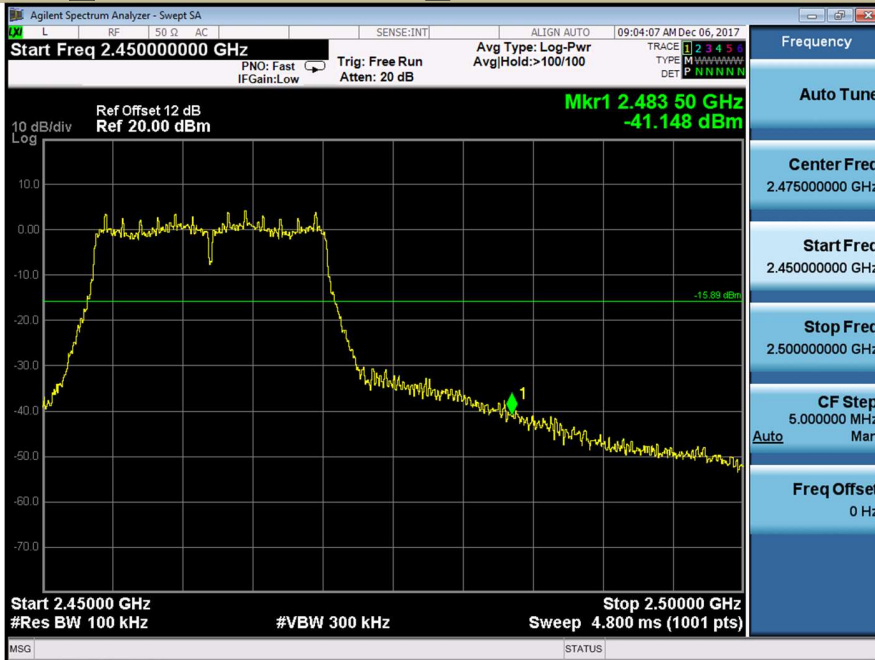 Agilent Spectrum Analyzer - Swept SA
LXI L RF 50 Ω AC SENSE:INT ALIGN AUTO 09:04:07 AM Dec 06, 2017
Start Freq 2.450000000 GHz
PNO: Fast
IFGain:Low
Trig: Free Run
Atten: 20 dB
Avg Type: Log-Pwr
Avg|Hold:>100/100
TRACE 1 2 3 4 5 6
TYPE M W W W W W
DET P N N N N N
Mkr1 2.483 50 GHz
-41.148 dBm
Ref Offset 12 dB
10 dB/div Ref 20.00 dBm
Log
10.0
0.00
-10.0
-15.89 dBm
-20.0
-30.0
1
-40.0
-50.0
-60.0
-70.0
Start 2.45000 GHz Stop 2.50000 GHz
#Res BW 100 kHz #VBW 300 kHz Sweep 4.800 ms (1001 pts)
MSG STATUS
Frequency
Auto Tune
Center Freq
2.475000000 GHz
Start Freq
2.450000000 GHz
Stop Freq
2.500000000 GHz
CF Step
5.000000 MHz
Auto Man
Freq Offset
0 Hz